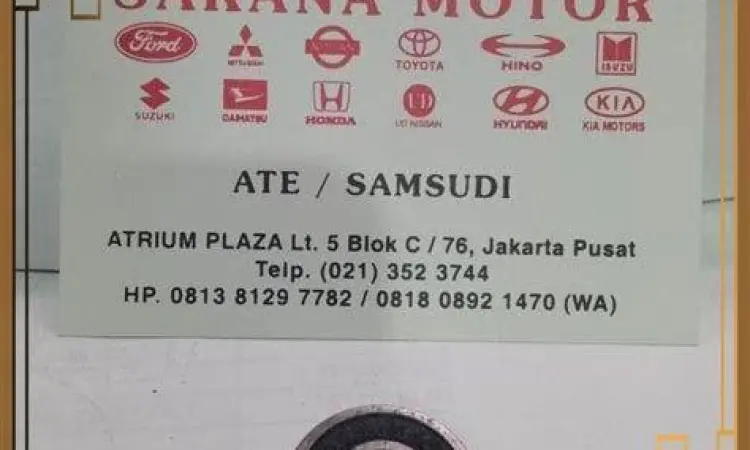 SARANA MOTOR
Ford MITSUBISHI NISSAN TOYOTA HINO ISUZU
SUZUKI DAIHATSU HONDA UD NISSAN HYUNDAI KIA KIA MOTORS
ATE / SAMSUDI
ATRIUM PLAZA Lt. 5 Blok C / 76, Jakarta Pusat
Telp. (021) 352 3744
HP. 0813 8129 7782 / 0818 0892 1470 (WA)